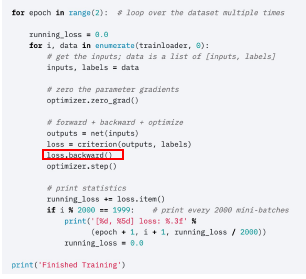 for epoch in range(2):  # loop over the dataset multiple times

    running_loss = 0.0
    for i, data in enumerate(trainloader, 0):
        # get the inputs; data is a list of [inputs, labels]
        inputs, labels = data

        # zero the parameter gradients
        optimizer.zero_grad()

        # forward + backward + optimize
        outputs = net(inputs)
        loss = criterion(outputs, labels)
        loss.backward()
        optimizer.step()

        # print statistics
        running_loss += loss.item()
        if i % 2000 == 1999:    # print every 2000 mini-batches
            print('[%d, %5d] loss: %.3f' %
                  (epoch + 1, i + 1, running_loss / 2000))
            running_loss = 0.0

print('Finished Training')